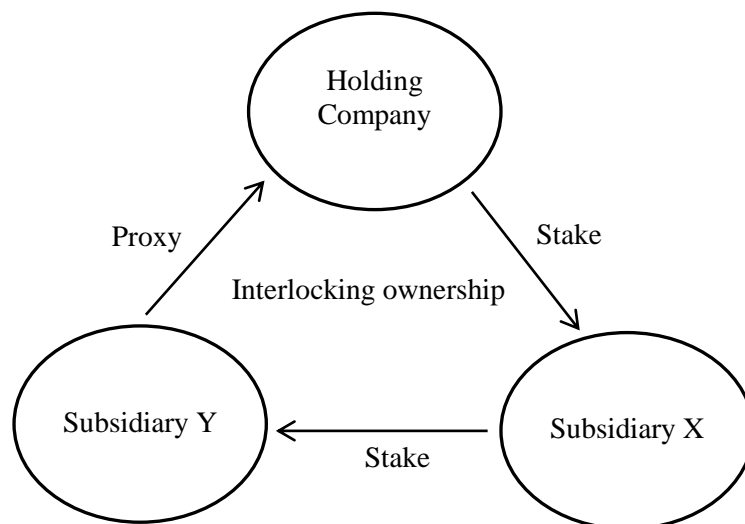 Holding
Company
Proxy
Stake
Interlocking ownership
Subsidiary Y
Subsidiary X
Stake